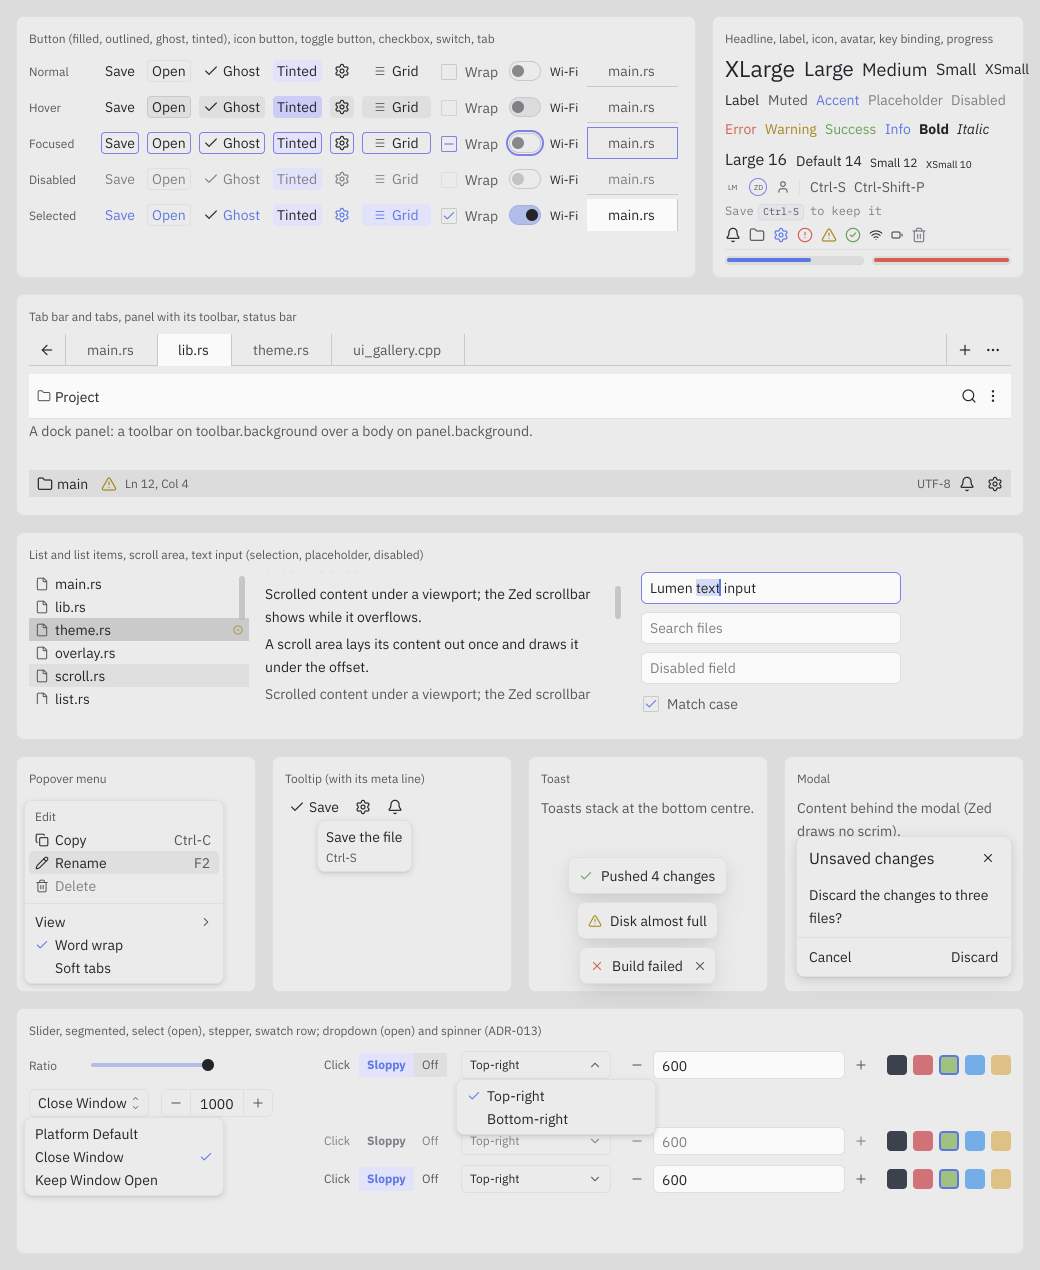 Button (filled, outlined, ghost, tinted), icon button, toggle button, checkbox, switch, tab
Normal Save Open Ghost Tinted Grid Wrap Wi-Fi main.rs
Hover Save Open Ghost Tinted Grid Wrap Wi-Fi main.rs
Focused Save Open Ghost Tinted Grid Wrap Wi-Fi main.rs
Disabled Save Open Ghost Tinted Grid Wrap Wi-Fi main.rs
Selected Save Open Ghost Tinted Grid Wrap Wi-Fi main.rs
Headline, label, icon, avatar, key binding, progress
XLarge Large Medium Small XSmall
Label Muted Accent Placeholder Disabled
Error Warning Success Info Bold Italic
Large 16 Default 14 Small 12 XSmall 10
LM ZD Ctrl-S Ctrl-Shift-P
Save Ctrl-S to keep it
Tab bar and tabs, panel with its toolbar, status bar
main.rs lib.rs theme.rs ui_gallery.cpp
Project
A dock panel: a toolbar on toolbar.background over a body on panel.background.
main Ln 12, Col 4 UTF-8
List and list items, scroll area, text input (selection, placeholder, disabled)
main.rs
lib.rs
theme.rs
overlay.rs
scroll.rs
list.rs
Scrolled content under a viewport; the Zed scrollbar
shows while it overflows.
A scroll area lays its content out once and draws it
under the offset.
Scrolled content under a viewport; the Zed scrollbar
Lumen text input
Search files
Disabled field
Match case
Popover menu
Edit
Copy Ctrl-C
Rename F2
Delete
View
Word wrap
Soft tabs
Tooltip (with its meta line)
Save
Save the file
Ctrl-S
Toast
Toasts stack at the bottom centre.
Pushed 4 changes
Disk almost full
Build failed
Modal
Content behind the modal (Zed
draws no scrim).
Unsaved changes
Discard the changes to three
files?
Cancel Discard
Slider, segmented, select (open), stepper, swatch row; dropdown (open) and spinner (ADR-013)
Ratio Click Sloppy Off Top-right 600
Close Window 1000
Platform Default
Close Window
Keep Window Open
Top-right
Bottom-right
Click Sloppy Off Top-right 600
Click Sloppy Off Top-right 600